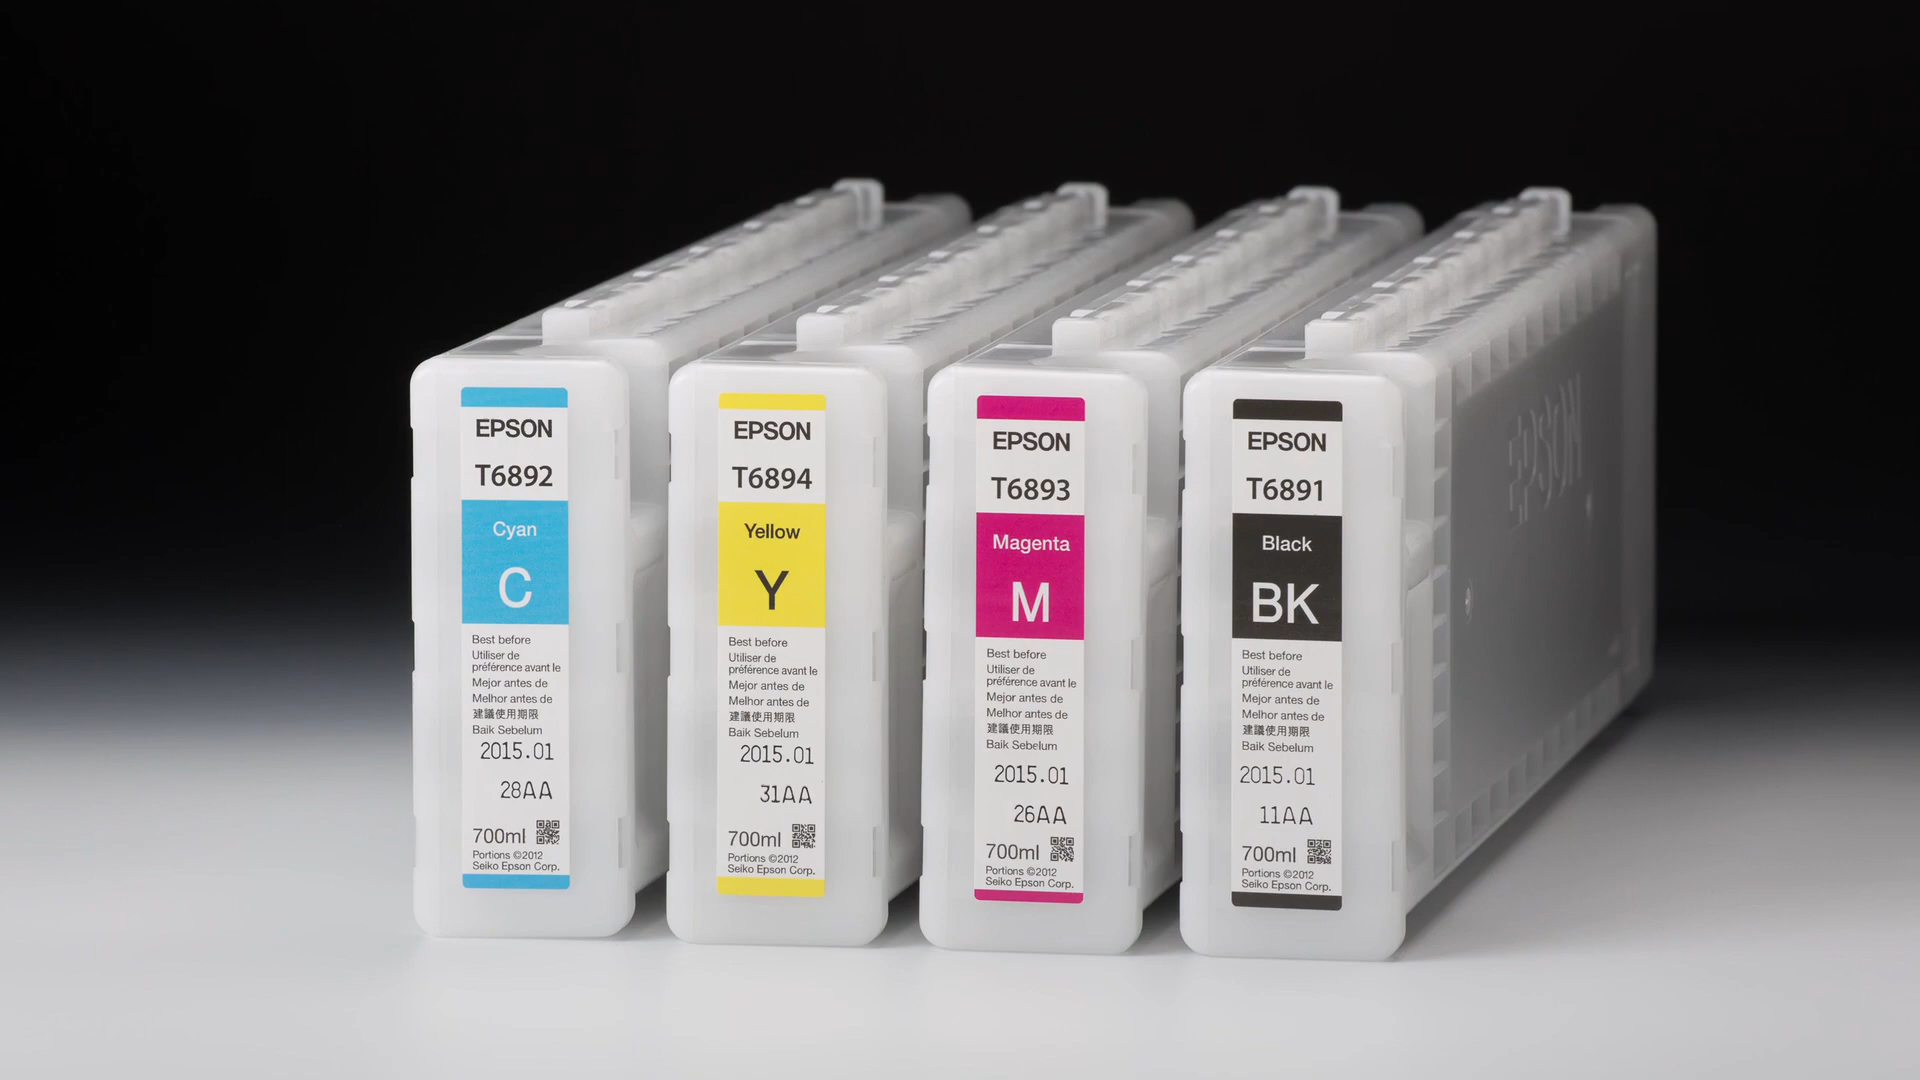 EPSON
T6892
Cyan
C
Best before
Utiliser de
préférence avant le
Mejor antes de
Melhor antes de
建議使用期限
Baik Sebelum
2015.01
28AA
700ml
Portions ©2012
Seiko Epson Corp.
EPSON
T6894
Yellow
Y
Best before
Utiliser de
préférence avant le
Mejor antes de
Melhor antes de
建議使用期限
Baik Sebelum
2015.01
31AA
700ml
Portions ©2012
Seiko Epson Corp.
EPSON
T6893
Magenta
M
Best before
Utiliser de
préférence avant le
Mejor antes de
Melhor antes de
建議使用期限
Baik Sebelum
2015.01
26AA
700ml
Portions ©2012
Seiko Epson Corp.
EPSON
T6891
Black
BK
Best before
Utiliser de
préférence avant le
Mejor antes de
Melhor antes de
建議使用期限
Baik Sebelum
2015.01
11AA
700ml
Portions ©2012
Seiko Epson Corp.
EPSON